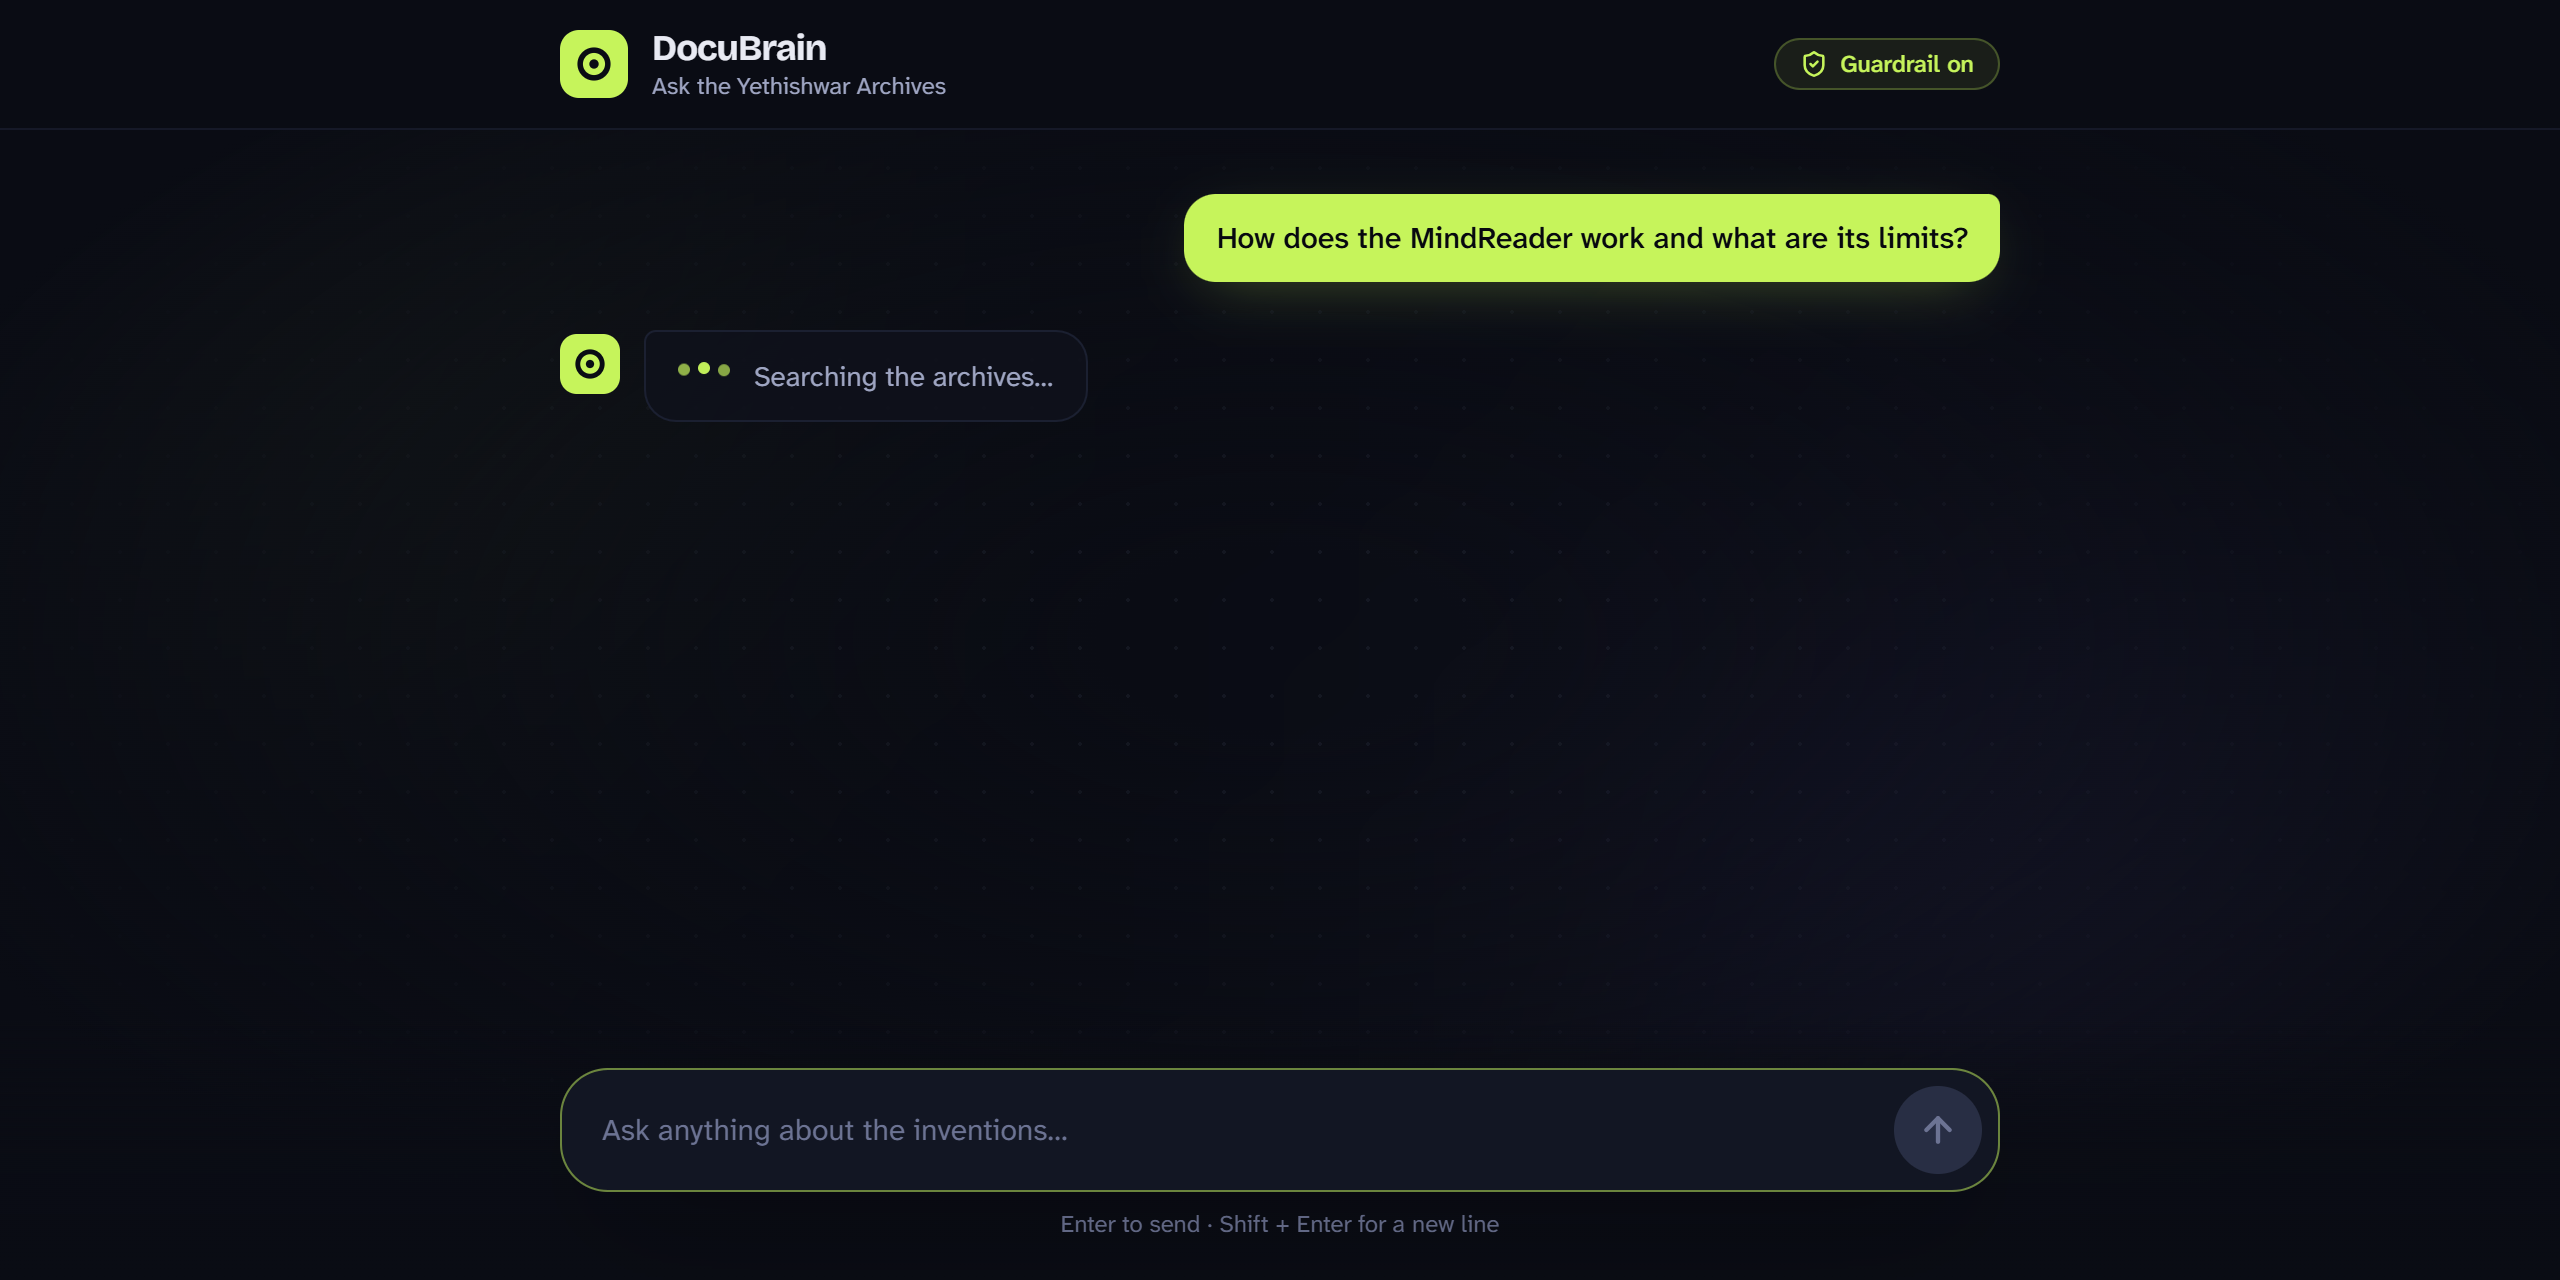 DocuBrain
Ask the Yethishwar Archives
Guardrail on
How does the MindReader work and what are its limits?
Searching the archives...
Ask anything about the inventions...
Enter to send · Shift + Enter for a new line